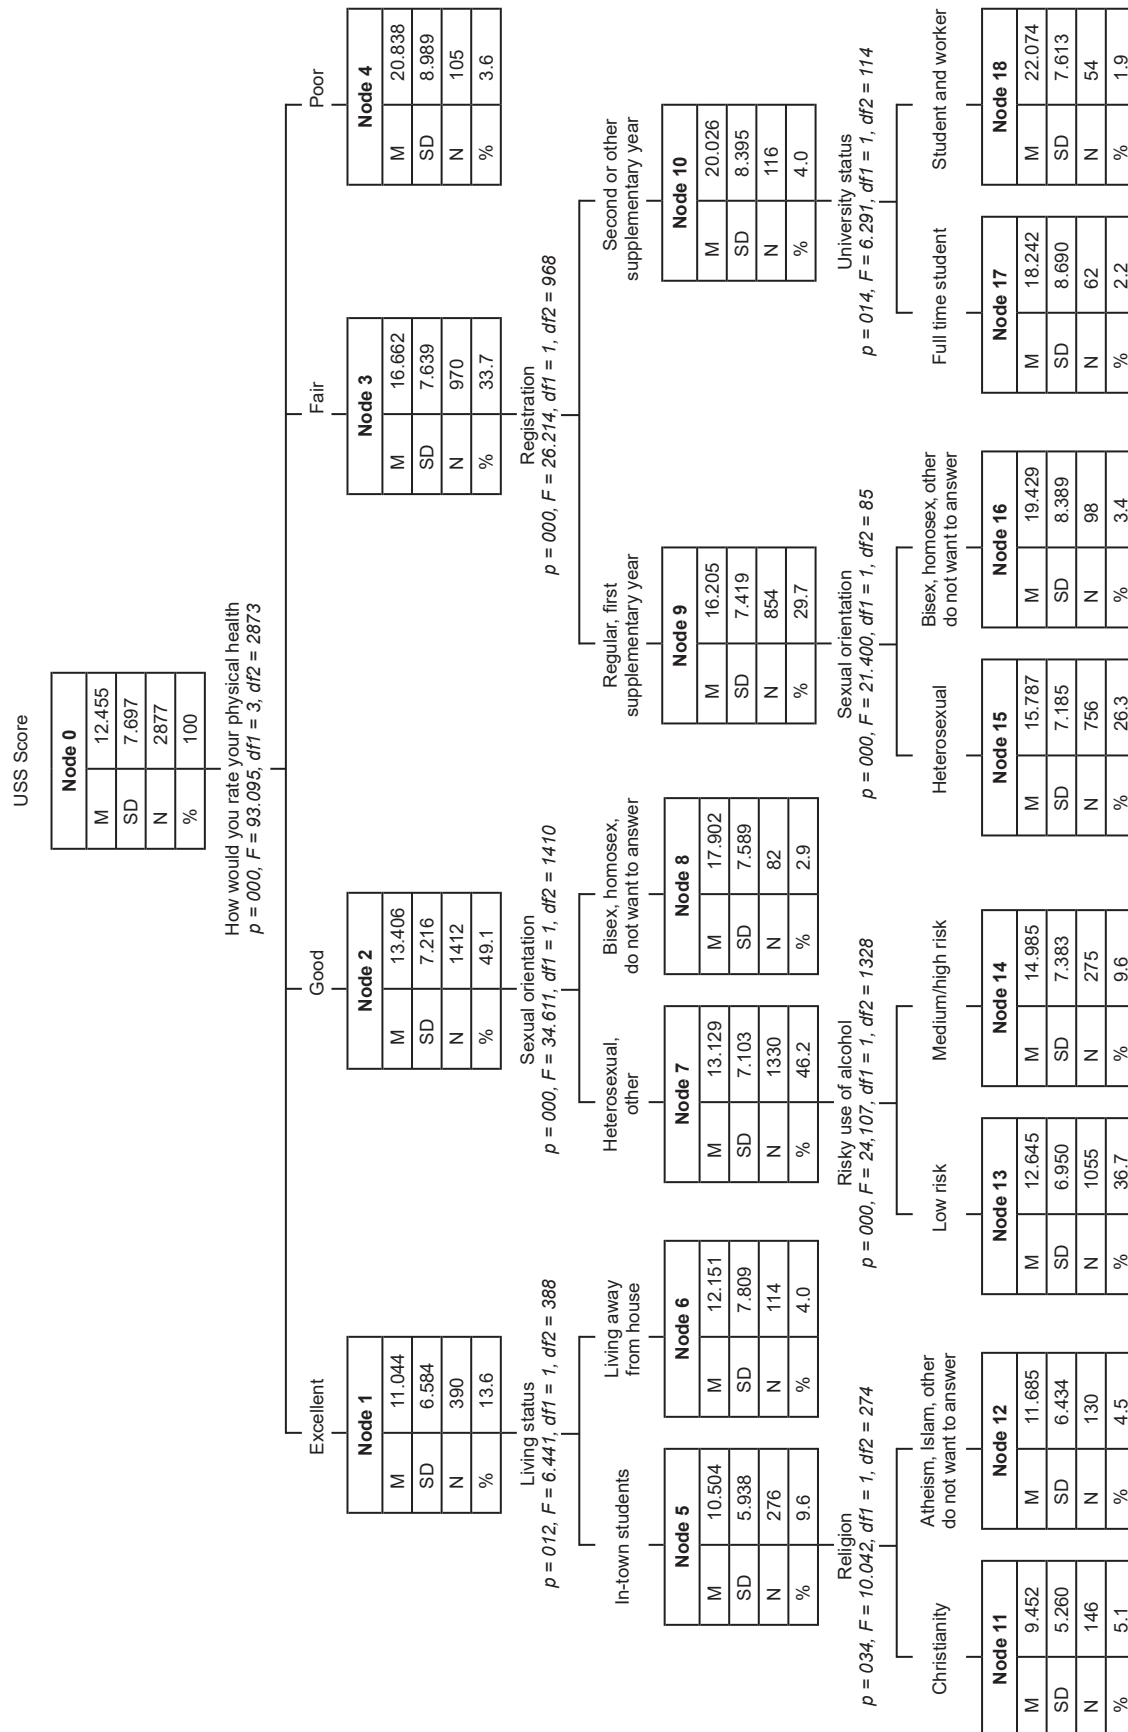 USS Score
Node 0
M 12.455
SD 7.697
N 2877
% 100
How would you rate your physical health
p = 000, F = 93.095, df1 = 3, df2 = 2873
Excellent
Good
Fair
Poor
Node 1
M 11.044
SD 6.584
N 390
% 13.6
Node 2
M 13.406
SD 7.216
N 1412
% 49.1
Node 3
M 16.662
SD 7.639
N 970
% 33.7
Node 4
M 20.838
SD 8.989
N 105
% 3.6
Living status
p = 012, F = 6.441, df1 = 1, df2 = 388
Sexual orientation
p = 000, F = 34.611, df1 = 1, df2 = 1410
Registration
p = 000, F = 26.214, df1 = 1, df2 = 968
In-town students
Living away
from house
Heterosexual,
other
Bisex, homosex,
do not want to answer
Regular, first
supplementary year
Second or other
supplementary year
Node 5
M 10.504
SD 5.938
N 276
% 9.6
Node 6
M 12.151
SD 7.809
N 114
% 4.0
Node 7
M 13.129
SD 7.103
N 1330
% 46.2
Node 8
M 17.902
SD 7.589
N 82
% 2.9
Node 9
M 16.205
SD 7.419
N 854
% 29.7
Node 10
M 20.026
SD 8.395
N 116
% 4.0
Religion
p = 034, F = 10.042, df1 = 1, df2 = 274
Risky use of alcohol
p = 000, F = 24,107, df1 = 1, df2 = 1328
Sexual orientation
p = 000, F = 21.400, df1 = 1, df2 = 85
University status
p = 014, F = 6.291, df1 = 1, df2 = 114
Christianity
Atheism, Islam, other
do not want to answer
Low risk
Medium/high risk
Heterosexual
Bisex, homosex, other
do not want to answer
Full time student
Student and worker
Node 11
M 9.452
SD 5.260
N 146
% 5.1
Node 12
M 11.685
SD 6.434
N 130
% 4.5
Node 13
M 12.645
SD 6.950
N 1055
% 36.7
Node 14
M 14.985
SD 7.383
N 275
% 9.6
Node 15
M 15.787
SD 7.185
N 756
% 26.3
Node 16
M 19.429
SD 8.389
N 98
% 3.4
Node 17
M 18.242
SD 8.690
N 62
% 2.2
Node 18
M 22.074
SD 7.613
N 54
% 1.9